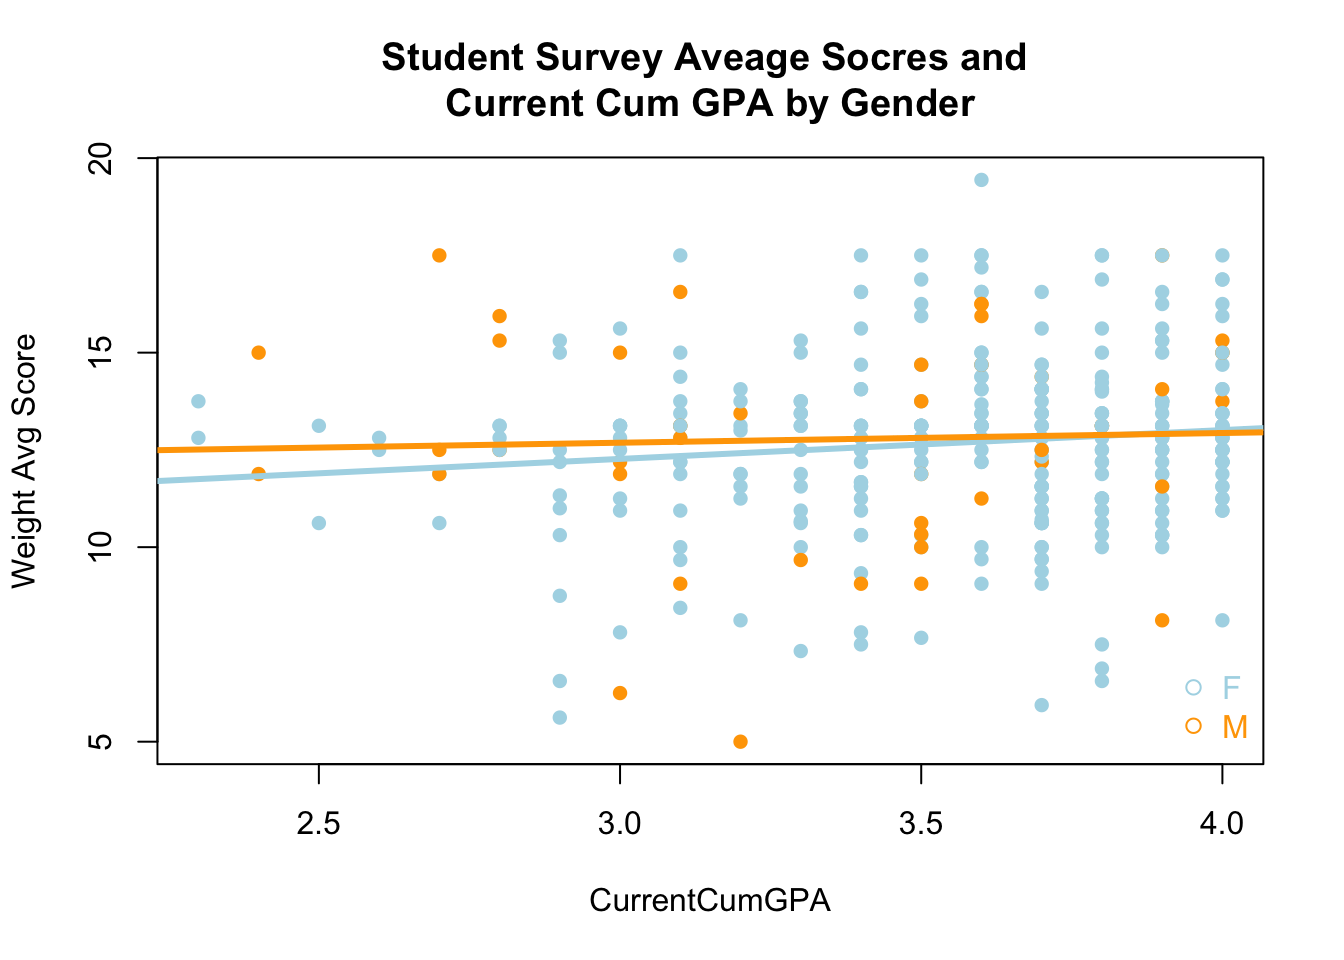 Student Survey Aveage Socres and
Current Cum GPA by Gender
20
15
10
5
Weight Avg Score
F
M
2.5 3.0 3.5 4.0
CurrentCumGPA